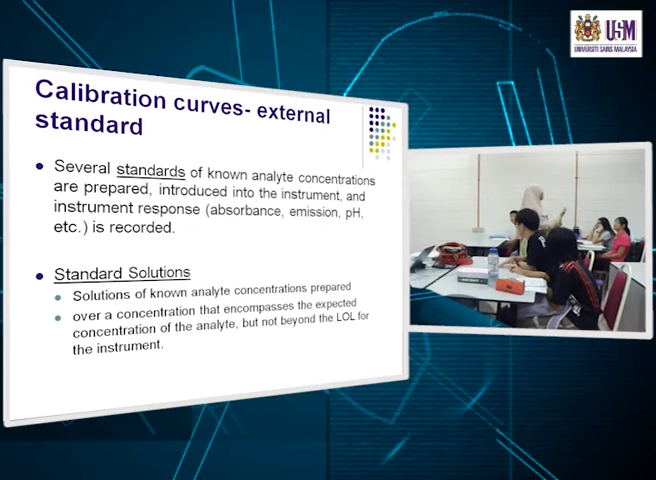 USM
UNIVERSITI SAINS MALAYSIA
Calibration curves- external
standard
Several standards of known analyte concentrations
are prepared, introduced into the instrument, and
instrument response (absorbance, emission, pH,
etc.) is recorded.
Standard Solutions
Solutions of known analyte concentrations prepared
over a concentration that encompasses the expected
concentration of the analyte, but not beyond the LOL for
the instrument.